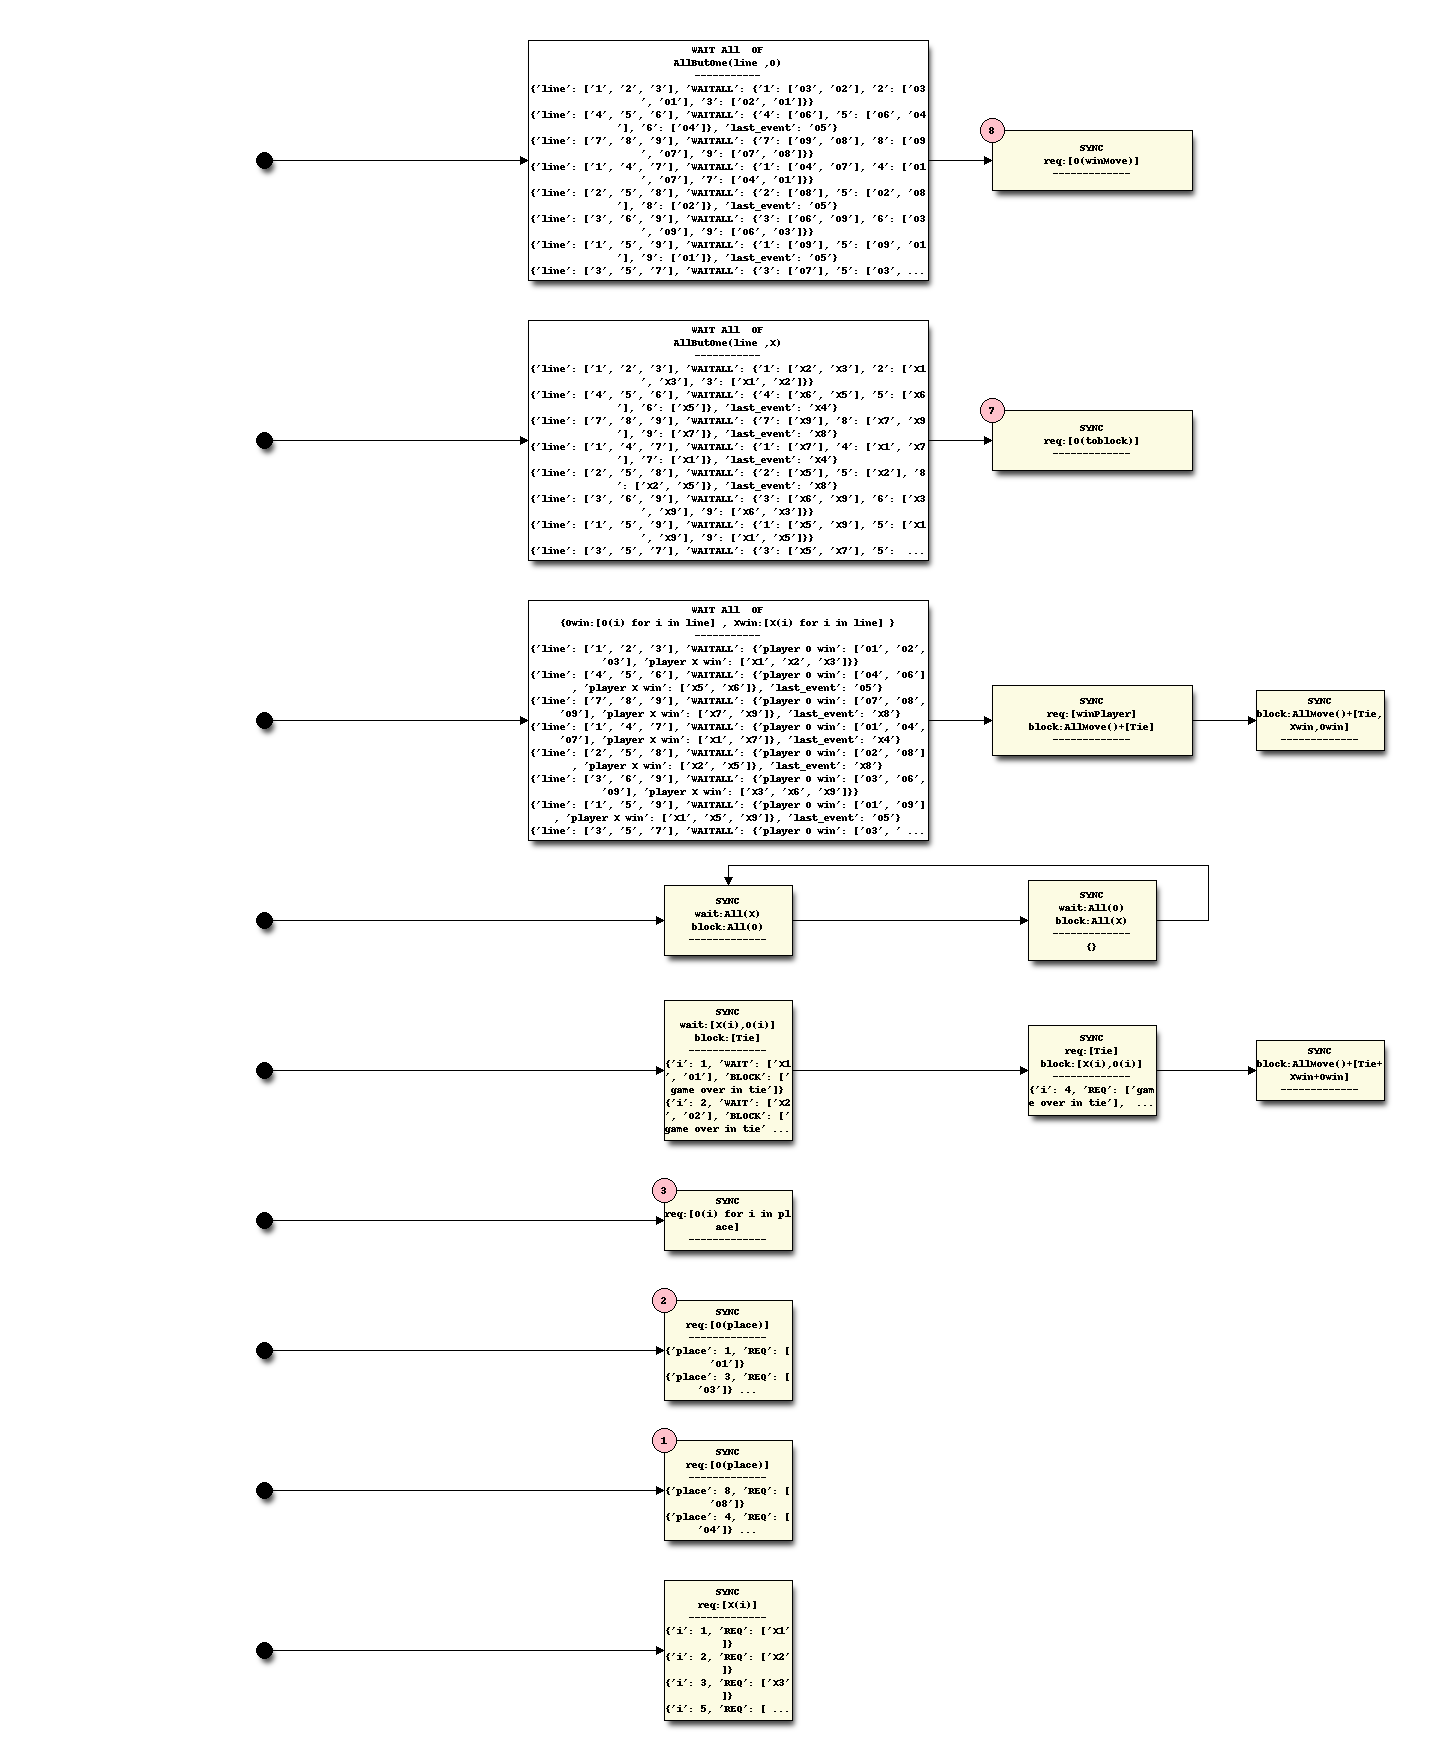 WAIT All  OF
AllButOne(line ,O)
-----------
{'line': ['1', '2', '3'], 'WAITALL': {'1': ['O3', 'O2'], '2': ['O3
', 'O1'], '3': ['O2', 'O1']}}
{'line': ['4', '5', '6'], 'WAITALL': {'4': ['O6'], '5': ['O6', 'O4
'], '6': ['O4']}, 'last_event': 'O5'}
{'line': ['7', '8', '9'], 'WAITALL': {'7': ['O9', 'O8'], '8': ['O9
', 'O7'], '9': ['O7', 'O8']}}
{'line': ['1', '4', '7'], 'WAITALL': {'1': ['O4', 'O7'], '4': ['O1
', 'O7'], '7': ['O4', 'O1']}}
{'line': ['2', '5', '8'], 'WAITALL': {'2': ['O8'], '5': ['O2', 'O8
'], '8': ['O2']}, 'last_event': 'O5'}
{'line': ['3', '6', '9'], 'WAITALL': {'3': ['O6', 'O9'], '6': ['O3
', 'O9'], '9': ['O6', 'O3']}}
{'line': ['1', '5', '9'], 'WAITALL': {'1': ['O9'], '5': ['O9', 'O1
'], '9': ['O1']}, 'last_event': 'O5'}
{'line': ['3', '5', '7'], 'WAITALL': {'3': ['O7'], '5': ['O3', ...
8
SYNC
req:[O(winMove)]
-------------
WAIT All  OF
AllButOne(line ,X)
-----------
{'line': ['1', '2', '3'], 'WAITALL': {'1': ['X2', 'X3'], '2': ['X1
', 'X3'], '3': ['X1', 'X2']}}
{'line': ['4', '5', '6'], 'WAITALL': {'4': ['X6', 'X5'], '5': ['X6
'], '6': ['X5']}, 'last_event': 'X4'}
{'line': ['7', '8', '9'], 'WAITALL': {'7': ['X9'], '8': ['X7', 'X9
'], '9': ['X7']}, 'last_event': 'X8'}
{'line': ['1', '4', '7'], 'WAITALL': {'1': ['X7'], '4': ['X1', 'X7
'], '7': ['X1']}, 'last_event': 'X4'}
{'line': ['2', '5', '8'], 'WAITALL': {'2': ['X5'], '5': ['X2'], '8
': ['X2', 'X5']}, 'last_event': 'X8'}
{'line': ['3', '6', '9'], 'WAITALL': {'3': ['X6', 'X9'], '6': ['X3
', 'X9'], '9': ['X6', 'X3']}}
{'line': ['1', '5', '9'], 'WAITALL': {'1': ['X5', 'X9'], '5': ['X1
', 'X9'], '9': ['X1', 'X5']}}
{'line': ['3', '5', '7'], 'WAITALL': {'3': ['X5', 'X7'], '5':  ...
7
SYNC
req:[O(toblock)]
-------------
WAIT All  OF
{Owin:[O(i) for i in line] , Xwin:[X(i) for i in line] }
-----------
{'line': ['1', '2', '3'], 'WAITALL': {'player O win': ['O1', 'O2',
'O3'], 'player X win': ['X1', 'X2', 'X3']}}
{'line': ['4', '5', '6'], 'WAITALL': {'player O win': ['O4', 'O6']
, 'player X win': ['X5', 'X6']}, 'last_event': 'O5'}
{'line': ['7', '8', '9'], 'WAITALL': {'player O win': ['O7', 'O8',
'O9'], 'player X win': ['X7', 'X9']}, 'last_event': 'X8'}
{'line': ['1', '4', '7'], 'WAITALL': {'player O win': ['O1', 'O4',
'O7'], 'player X win': ['X1', 'X7']}, 'last_event': 'X4'}
{'line': ['2', '5', '8'], 'WAITALL': {'player O win': ['O2', 'O8']
, 'player X win': ['X2', 'X5']}, 'last_event': 'X8'}
{'line': ['3', '6', '9'], 'WAITALL': {'player O win': ['O3', 'O6',
'O9'], 'player X win': ['X3', 'X6', 'X9']}}
{'line': ['1', '5', '9'], 'WAITALL': {'player O win': ['O1', 'O9']
, 'player X win': ['X1', 'X5', 'X9']}, 'last_event': 'O5'}
{'line': ['3', '5', '7'], 'WAITALL': {'player O win': ['O3', ' ...
SYNC
req:[winPlayer]
block:AllMove()+[Tie]
-------------
SYNC
block:AllMove()+[Tie,
Xwin,Owin]
-------------
SYNC
wait:All(X)
block:All(O)
-------------
SYNC
wait:All(O)
block:All(X)
-------------
{}
SYNC
wait:[X(i),O(i)]
block:[Tie]
-------------
{'i': 1, 'WAIT': ['X1
', 'O1'], 'BLOCK': ['
game over in tie']}
{'i': 2, 'WAIT': ['X2
', 'O2'], 'BLOCK': ['
game over in tie' ...
SYNC
req:[Tie]
block:[X(i),O(i)]
-------------
{'i': 4, 'REQ': ['gam
e over in tie'],  ...
SYNC
block:AllMove()+[Tie+
Xwin+Owin]
-------------
3
SYNC
req:[O(i) for i in pl
ace]
-------------
2
SYNC
req:[O(place)]
-------------
{'place': 1, 'REQ': [
'O1']}
{'place': 3, 'REQ': [
'O3']} ...
1
SYNC
req:[O(place)]
-------------
{'place': 8, 'REQ': [
'O8']}
{'place': 4, 'REQ': [
'O4']} ...
SYNC
req:[X(i)]
-------------
{'i': 1, 'REQ': ['X1'
]}
{'i': 2, 'REQ': ['X2'
]}
{'i': 3, 'REQ': ['X3'
]}
{'i': 5, 'REQ': [ ...